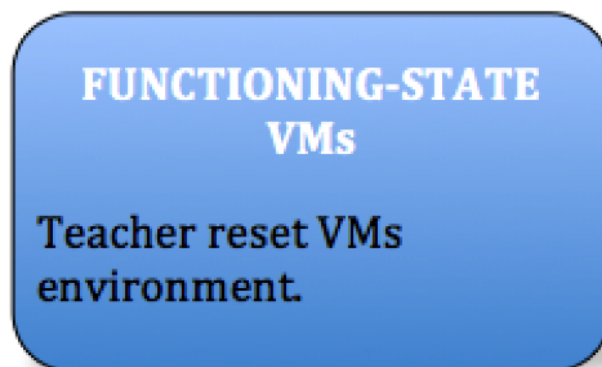 FUNCTIONING-STATE
VMs
Teacher reset VMs
environment.